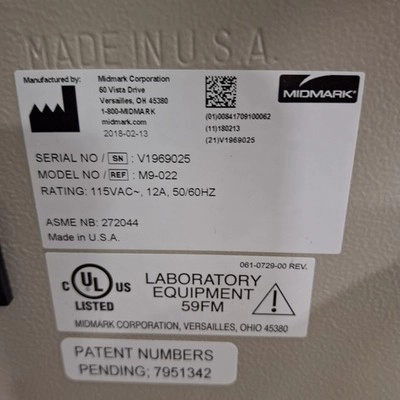 MADE IN U.S.A.
Manufactured by:
Midmark Corporation
60 Vista Drive
Versailles, OH 45380
1-800-MIDMARK
midmark.com
2018-02-13
(01)00841709100062
(11)180213
(21)V1969025
MIDMARK
SERIAL NO / SN : V1969025
MODEL NO / REF : M9-022
RATING: 115VAC~, 12A, 50/60HZ
ASME NB: 272044
Made in U.S.A.
061-0729-00 REV.
C UL US
LISTED
LABORATORY
EQUIPMENT
59FM
MIDMARK CORPORATION, VERSAILLES, OHIO 45380
PATENT NUMBERS
PENDING; 7951342